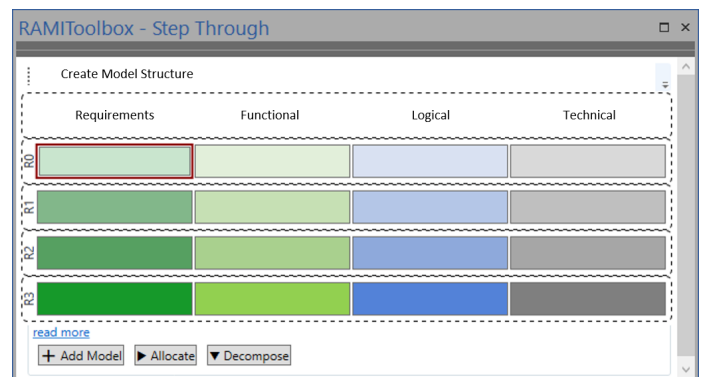 RAMIToolbox - Step Through
Create Model Structure
Requirements Functional Logical Technical
R0
R1
R2
R3
read more
Add Model Allocate Decompose